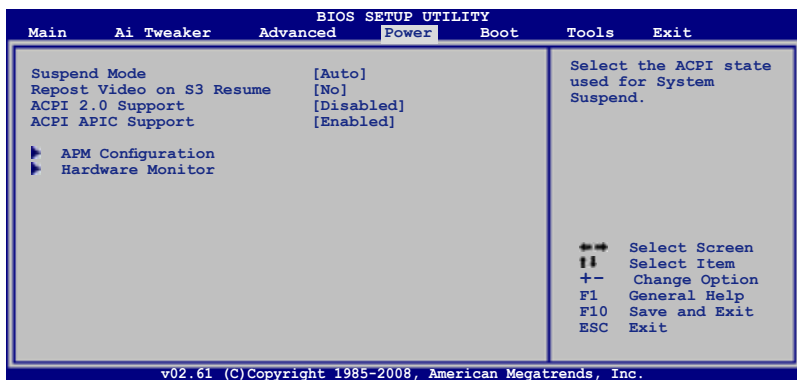 BIOS SETUP UTILITY
Main Ai Tweaker Advanced Power Boot Tools Exit
Suspend Mode [Auto]
Repost Video on S3 Resume [No]
ACPI 2.0 Support [Disabled]
ACPI APIC Support [Enabled]
APM Configuration
Hardware Monitor
Select the ACPI state
used for System
Suspend.
Select Screen
Select Item
+- Change Option
F1 General Help
F10 Save and Exit
ESC Exit
v02.61 (C)Copyright 1985-2008, American Megatrends, Inc.